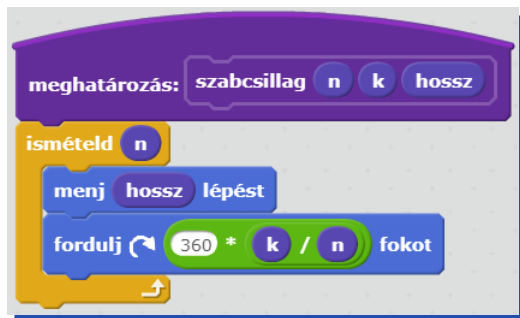 meghatározás: szabcsillag n k hossz
ismételd n
menj hossz lépést
fordulj 360 * k / n fokot